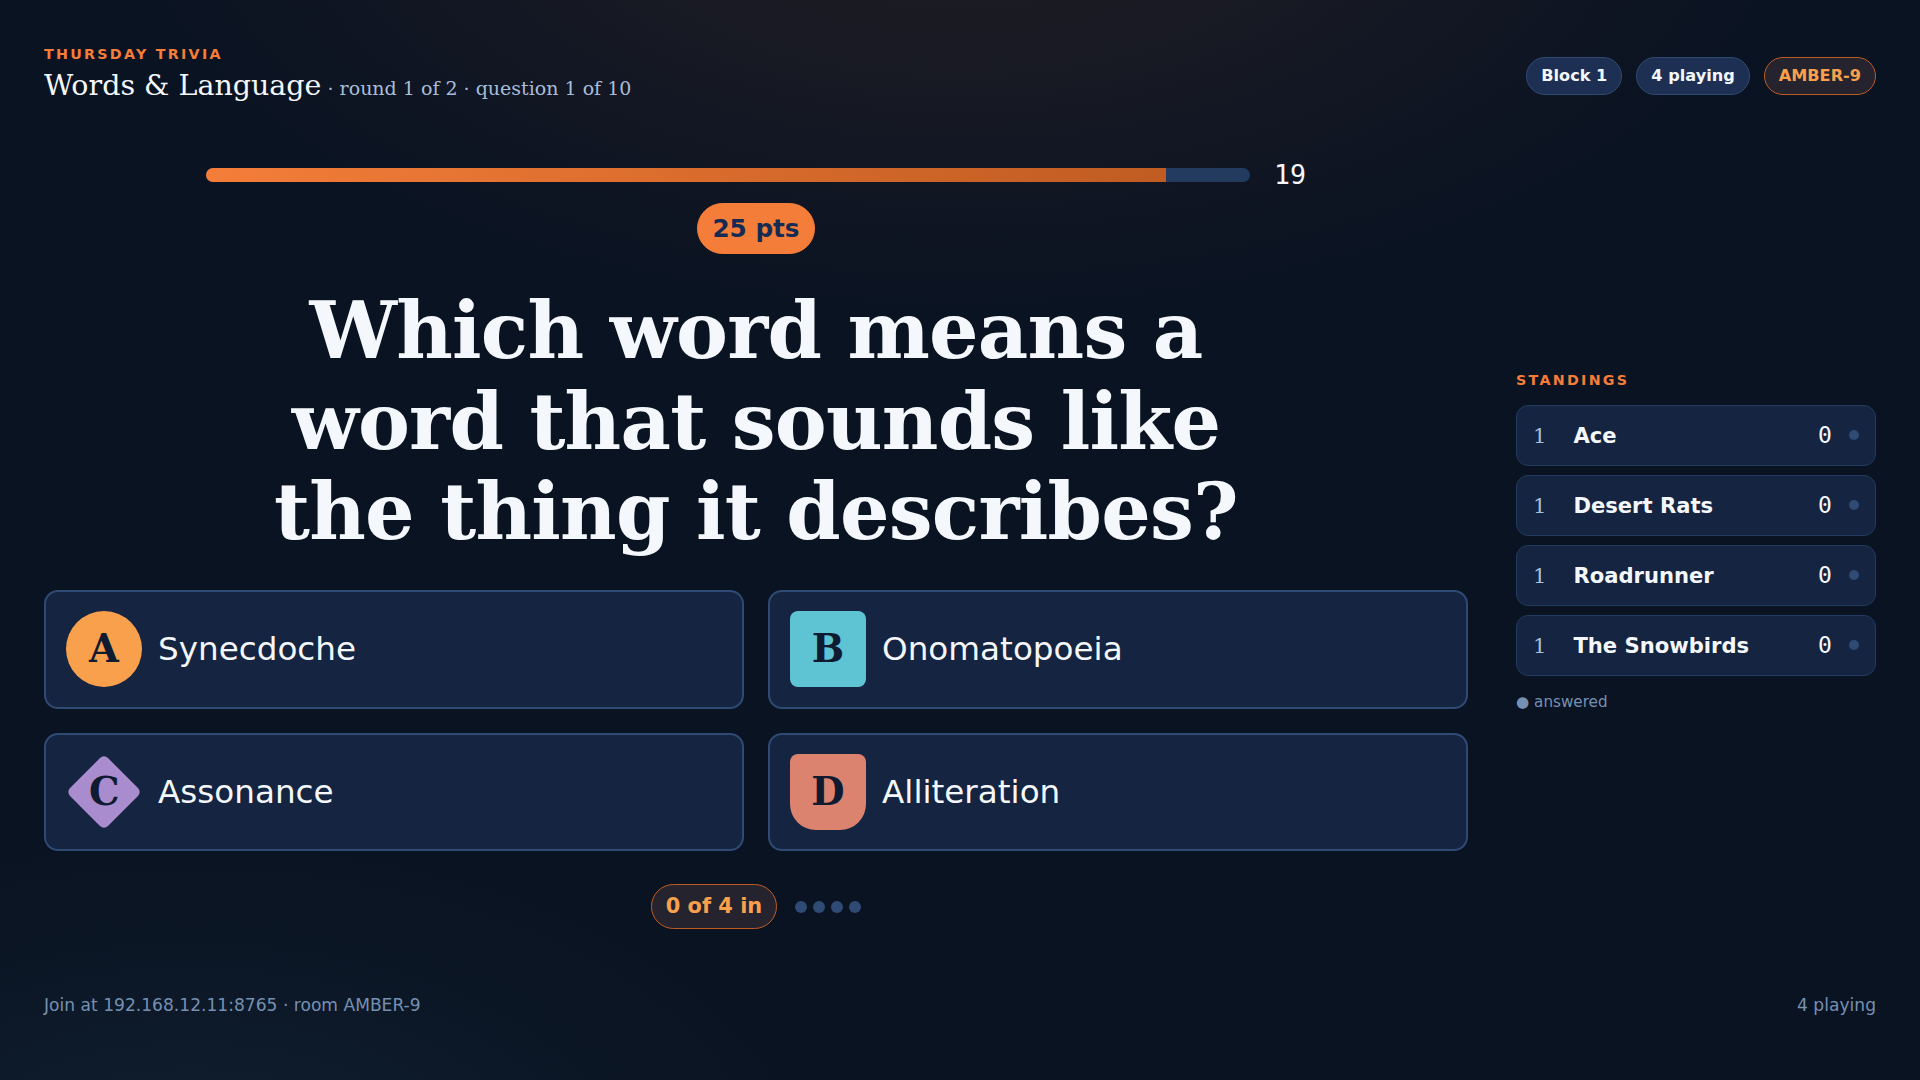 THURSDAY TRIVIA
Words & Language · round 1 of 2 · question 1 of 10
Block 1
4 playing
AMBER-9
19
25 pts
Which word means a
word that sounds like
the thing it describes?
A Synecdoche
B Onomatopoeia
C Assonance
D Alliteration
0 of 4 in
STANDINGS
1 Ace 0
1 Desert Rats 0
1 Roadrunner 0
1 The Snowbirds 0
● answered
Join at 192.168.12.11:8765 · room AMBER-9
4 playing